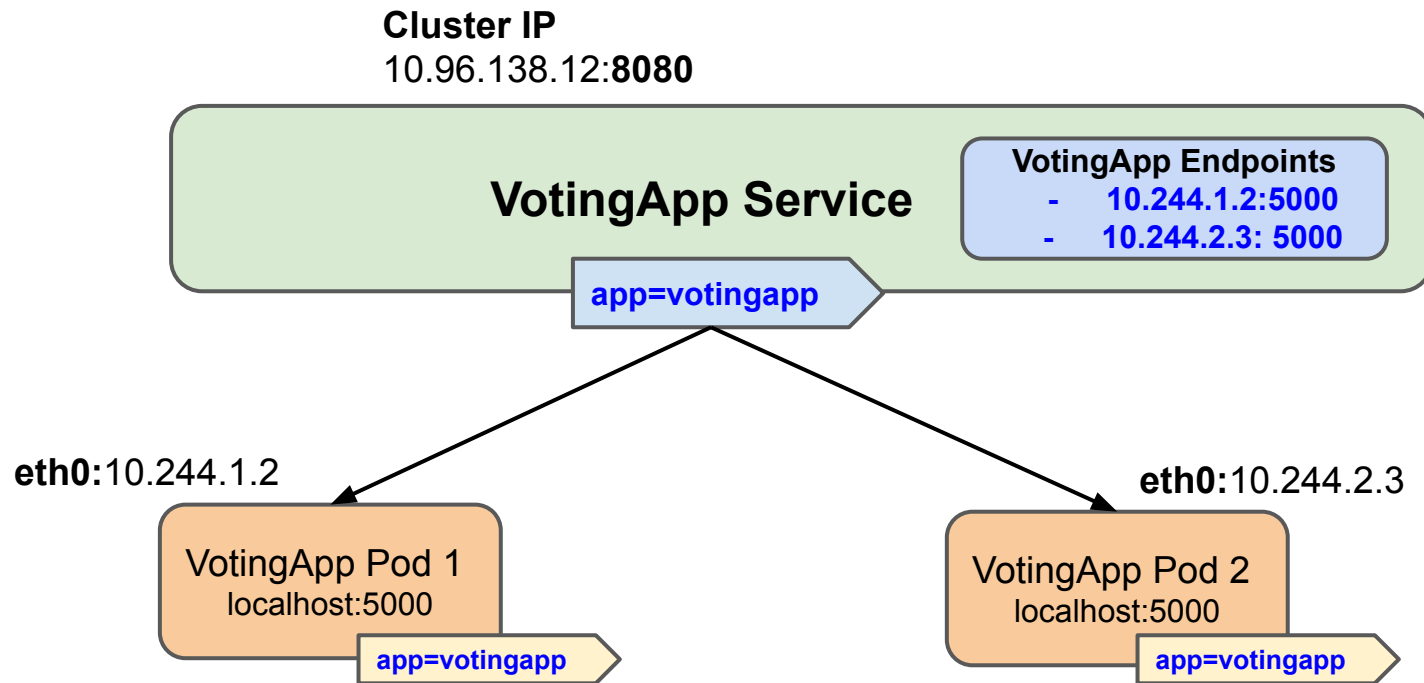 Cluster IP
10.96.138.12:8080
VotingApp Service
VotingApp Endpoints
- 10.244.1.2:5000
- 10.244.2.3: 5000
app=votingapp
eth0:10.244.1.2
eth0:10.244.2.3
VotingApp Pod 1
localhost:5000
app=votingapp
VotingApp Pod 2
localhost:5000
app=votingapp